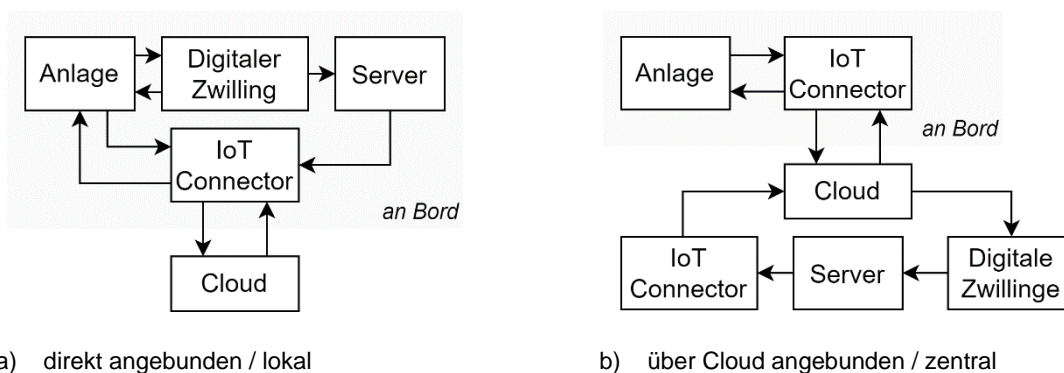 Anlage
Digitaler
Zwilling
Server
IoT
Connector
an Bord
Cloud
a) direkt angebunden / lokal
Anlage
IoT
Connector
an Bord
Cloud
IoT
Connector
Server
Digitale
Zwillinge
b) über Cloud angebunden / zentral